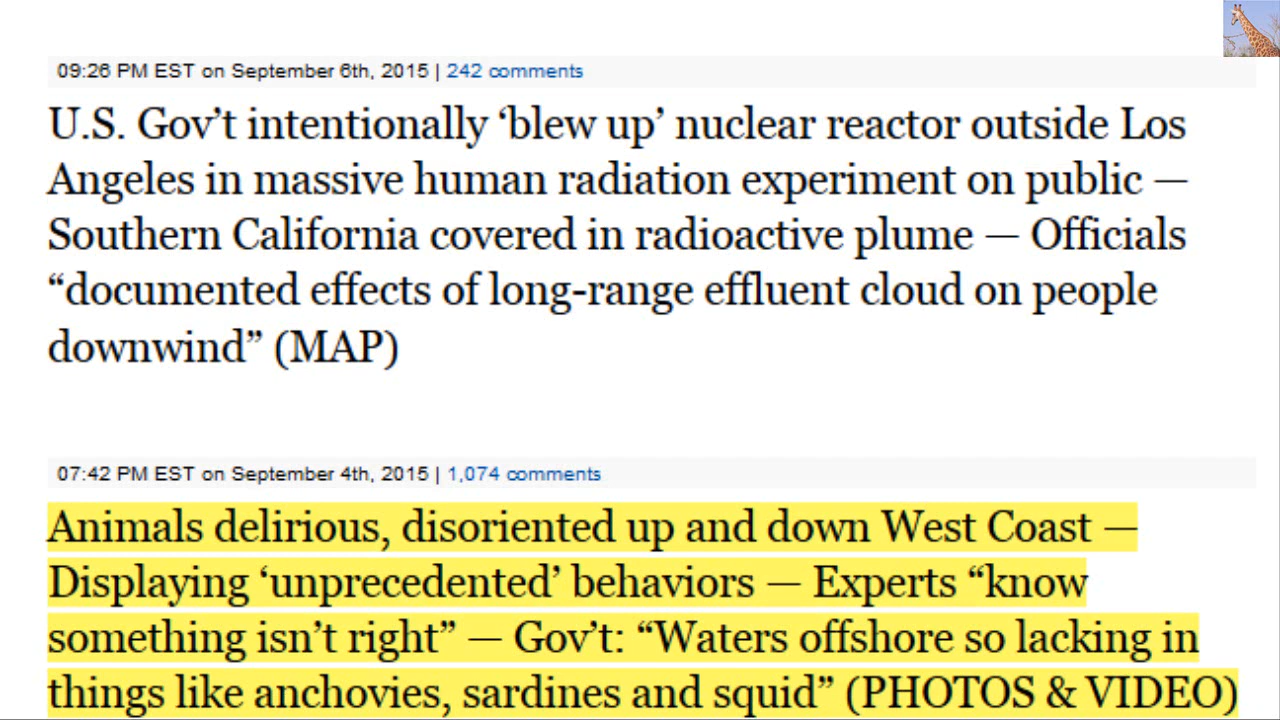 09:26 PM EST on September 6th, 2015 | 242 comments
U.S. Gov’t intentionally ‘blew up’ nuclear reactor outside Los
Angeles in massive human radiation experiment on public —
Southern California covered in radioactive plume — Officials
“documented effects of long-range effluent cloud on people
downwind” (MAP)
07:42 PM EST on September 4th, 2015 | 1,074 comments
Animals delirious, disoriented up and down West Coast —
Displaying ‘unprecedented’ behaviors — Experts “know
something isn’t right” — Gov’t: “Waters offshore so lacking in
things like anchovies, sardines and squid” (PHOTOS & VIDEO)